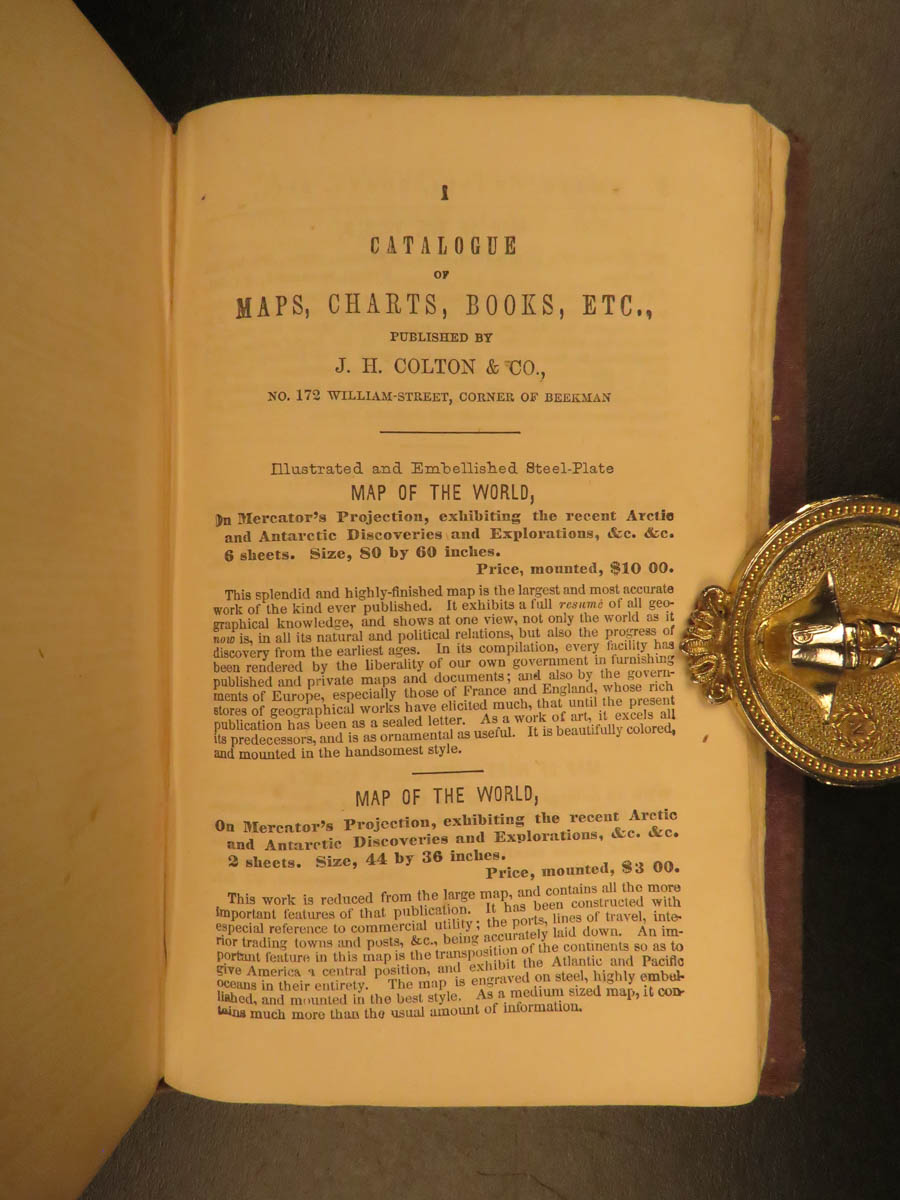 1
CATALOGUE
OF
MAPS, CHARTS, BOOKS, ETC.,
PUBLISHED BY
J. H. COLTON & CO.,
NO. 172 WILLIAM-STREET, CORNER OF BEEKMAN
Illustrated and Embellished Steel-Plate
MAP OF THE WORLD,
On Mercator's Projection, exhibiting the recent Arctic
and Antarctic Discoveries and Explorations, &c. &c.
6 sheets. Size, 80 by 60 inches.
Price, mounted, $10 00.
This splendid and highly-finished map is the largest and most accurate
work of the kind ever published. It exhibits a full resumé of all geo-
graphical knowledge, and shows at one view, not only the world as it
now is, in all its natural and political relations, but also the progress of
discovery from the earliest ages. In its compilation, every facility has
been rendered by the liberality of our own government in furnishing
published and private maps and documents; and also by the govern-
ments of Europe, especially those of France and England, whose rich
stores of geographical works have elicited much, that until the present
publication has been as a sealed letter. As a work of art, it excels all
its predecessors, and is as ornamental as useful. It is beautifully colored,
and mounted in the handsomest style.
MAP OF THE WORLD,
On Mercator's Projection, exhibiting the recent Arctic
and Antarctic Discoveries and Explorations, &c. &c.
2 sheets. Size, 44 by 36 inches.
Price, mounted, $3 00.
This work is reduced from the large map, and contains all the more
important features of that publication. It has been constructed with
especial reference to commercial utility; the ports, lines of travel, inte-
rior trading towns and posts, &c., being accurately laid down. An im-
portant feature in this map is the transposition of the continents so as to
give America a central position, and exhibit the Atlantic and Pacific
oceans in their entirety. The map is engraved on steel, highly embel-
lished, and mounted in the best style. As a medium sized map, it con-
tains much more than the usual amount of information.
N